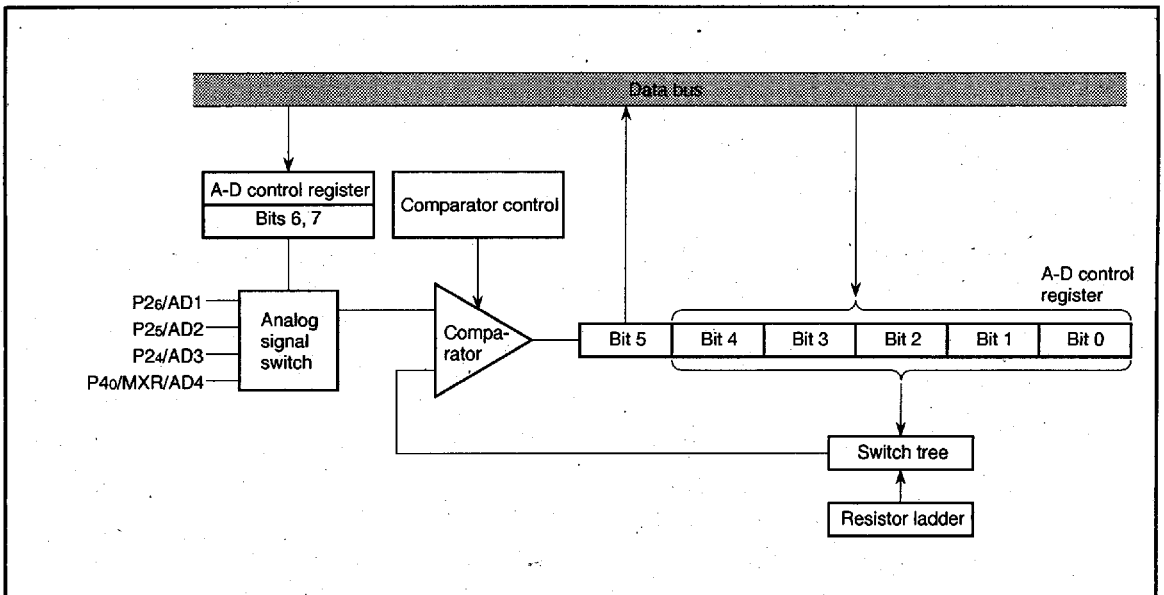 Data bus
A-D control register
Bits 6, 7
Comparator control
A-D control
register
P26/AD1
P25/AD2
P24/AD3
P40/MXR/AD4
Analog
signal
switch
Compa-
rator
Bit 5
Bit 4
Bit 3
Bit 2
Bit 1
Bit 0
Switch tree
Resistor ladder